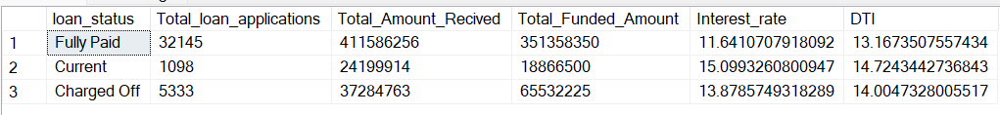 loan_status Total_loan_applications Total_Amount_Recived Total_Funded_Amount Interest_rate DTI
1 Fully Paid 32145 411586256 351358350 11.6410707918092 13.1673507557434
2 Current 1098 24199914 18866500 15.0993260800947 14.7243442736843
3 Charged Off 5333 37284763 65532225 13.8785749318289 14.0047328005517